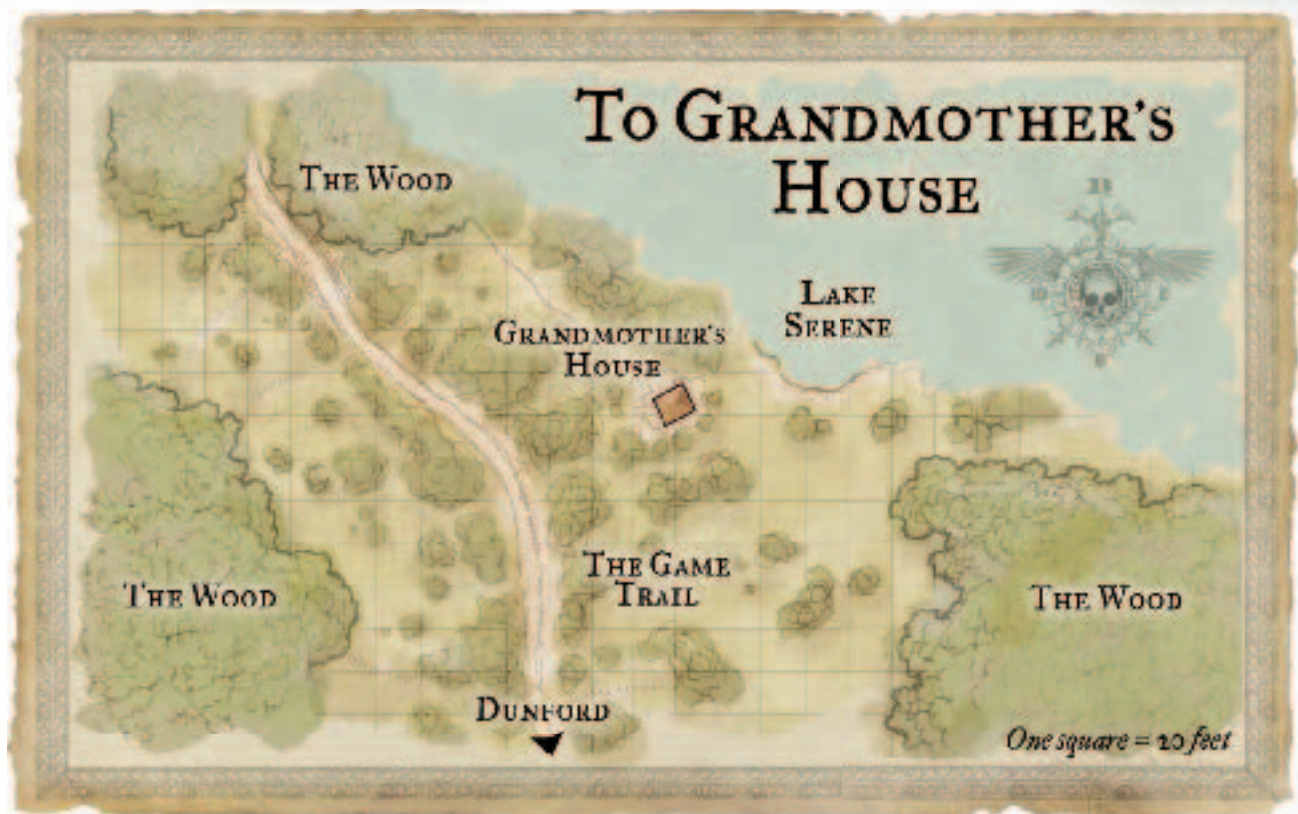 To Grandmother's
House
The Wood
Lake
Serene
Grandmother's
House
The Game
Trail
The Wood
The Wood
Dunford
One square = 20 feet